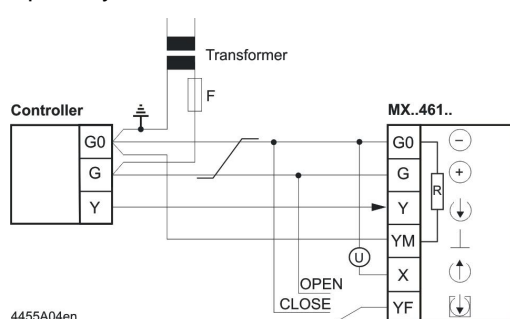 Transformer
F
Controller
MX..461..
G0
G0
G
G
R
Y
Y
YM
U
X
OPEN
CLOSE
YF
4455A04en